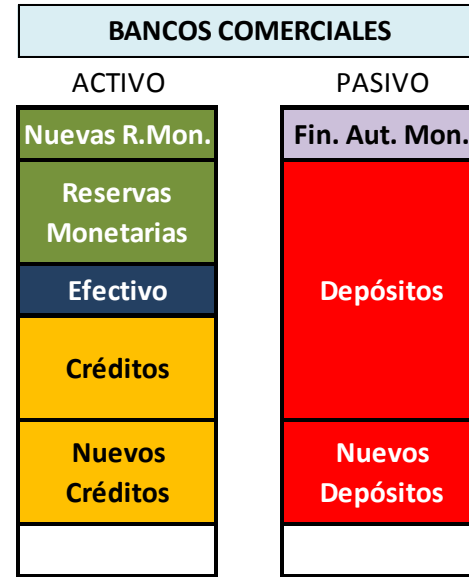 BANCOS COMERCIALES
ACTIVO
PASIVO
Nuevas R.Mon.
Fin. Aut. Mon.
Reservas
Monetarias
Efectivo
Depósitos
Créditos
Nuevos
Créditos
Nuevos
Depósitos